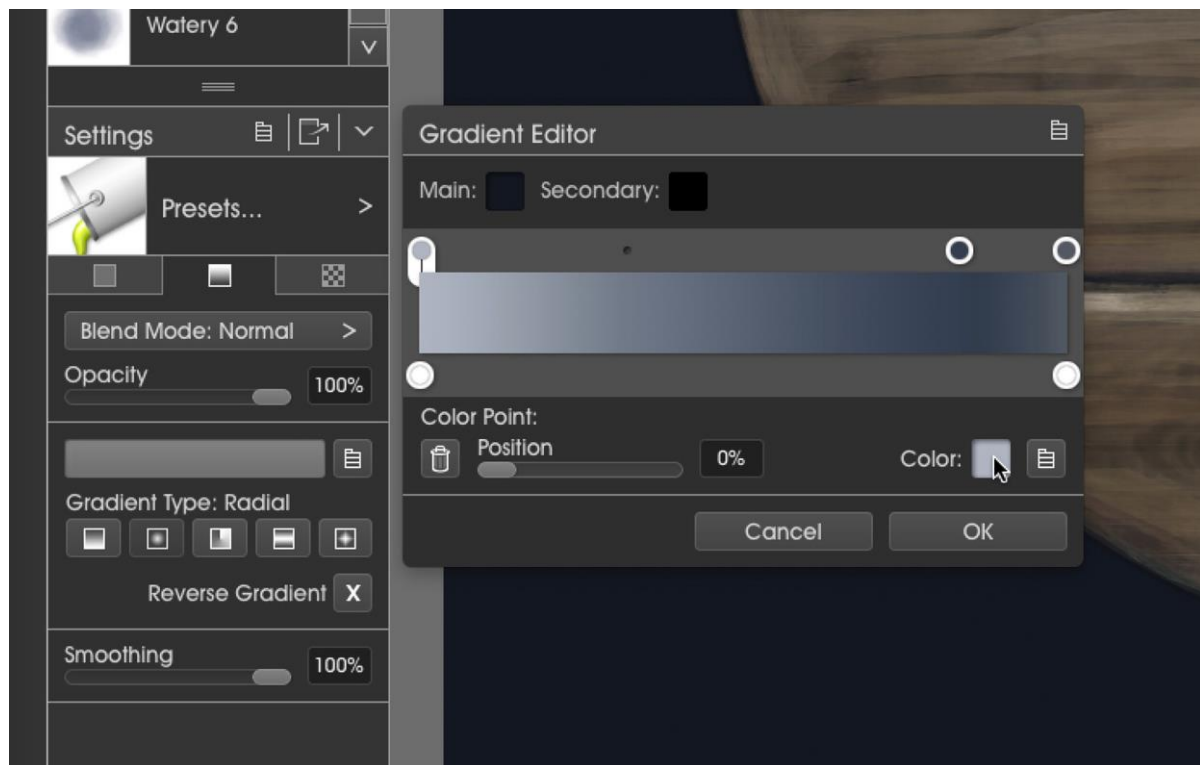 Watery 6
Settings
Presets...
Blend Mode: Normal
Opacity
100%
Gradient Type: Radial
Reverse Gradient X
Smoothing
100%
Gradient Editor
Main: Secondary:
Color Point:
Position
0%
Color:
Cancel OK